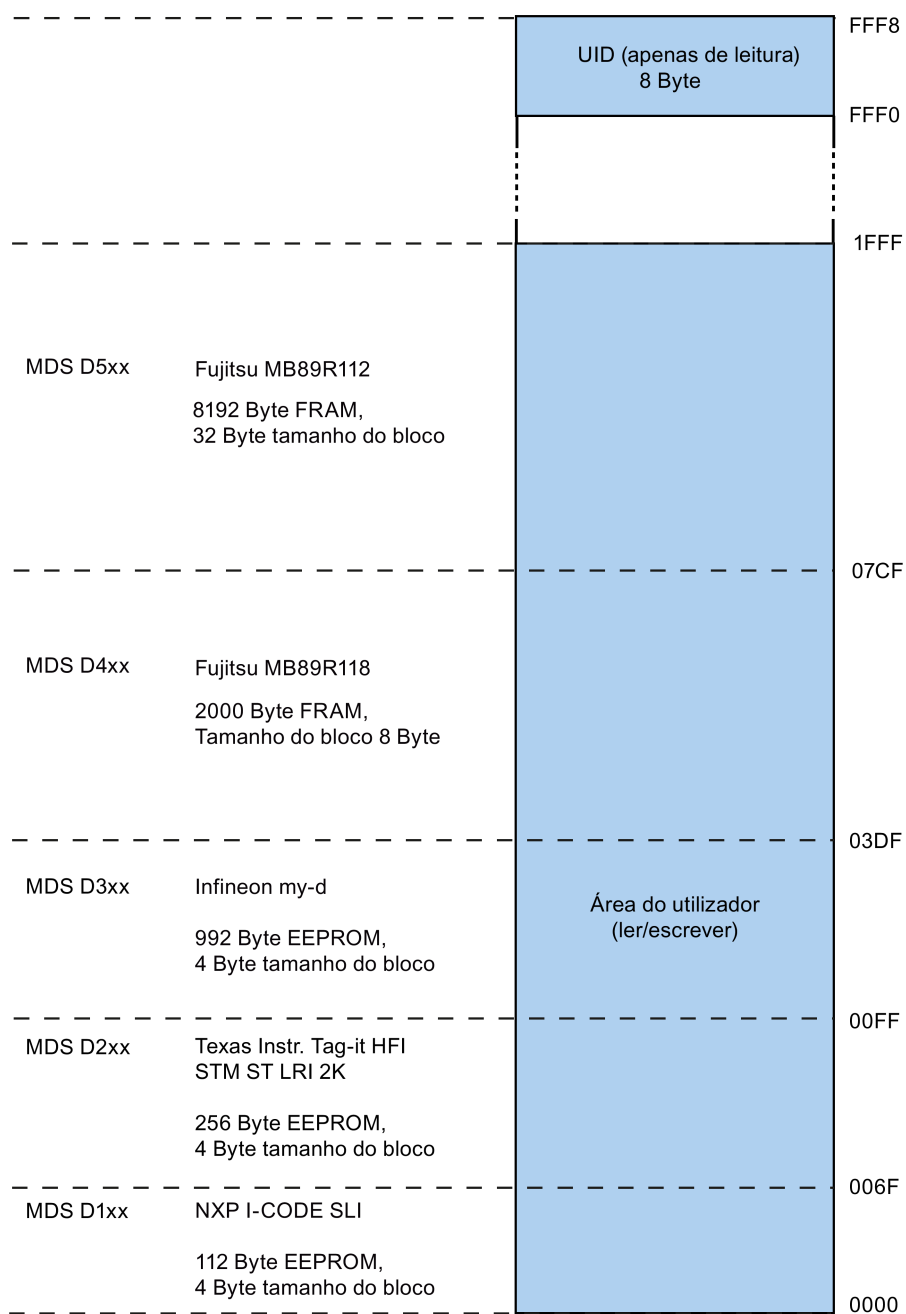 FFF8
UID (apenas de leitura)
8 Byte
FFF0
1FFF
MDS D5xx
Fujitsu MB89R112
8192 Byte FRAM,
32 Byte tamanho do bloco
07CF
MDS D4xx
Fujitsu MB89R118
2000 Byte FRAM,
Tamanho do bloco 8 Byte
03DF
MDS D3xx
Infineon my-d
992 Byte EEPROM,
4 Byte tamanho do bloco
Área do utilizador
(ler/escrever)
00FF
MDS D2xx
Texas Instr. Tag-it HFI
STM ST LRI 2K
256 Byte EEPROM,
4 Byte tamanho do bloco
006F
MDS D1xx
NXP I-CODE SLI
112 Byte EEPROM,
4 Byte tamanho do bloco
0000